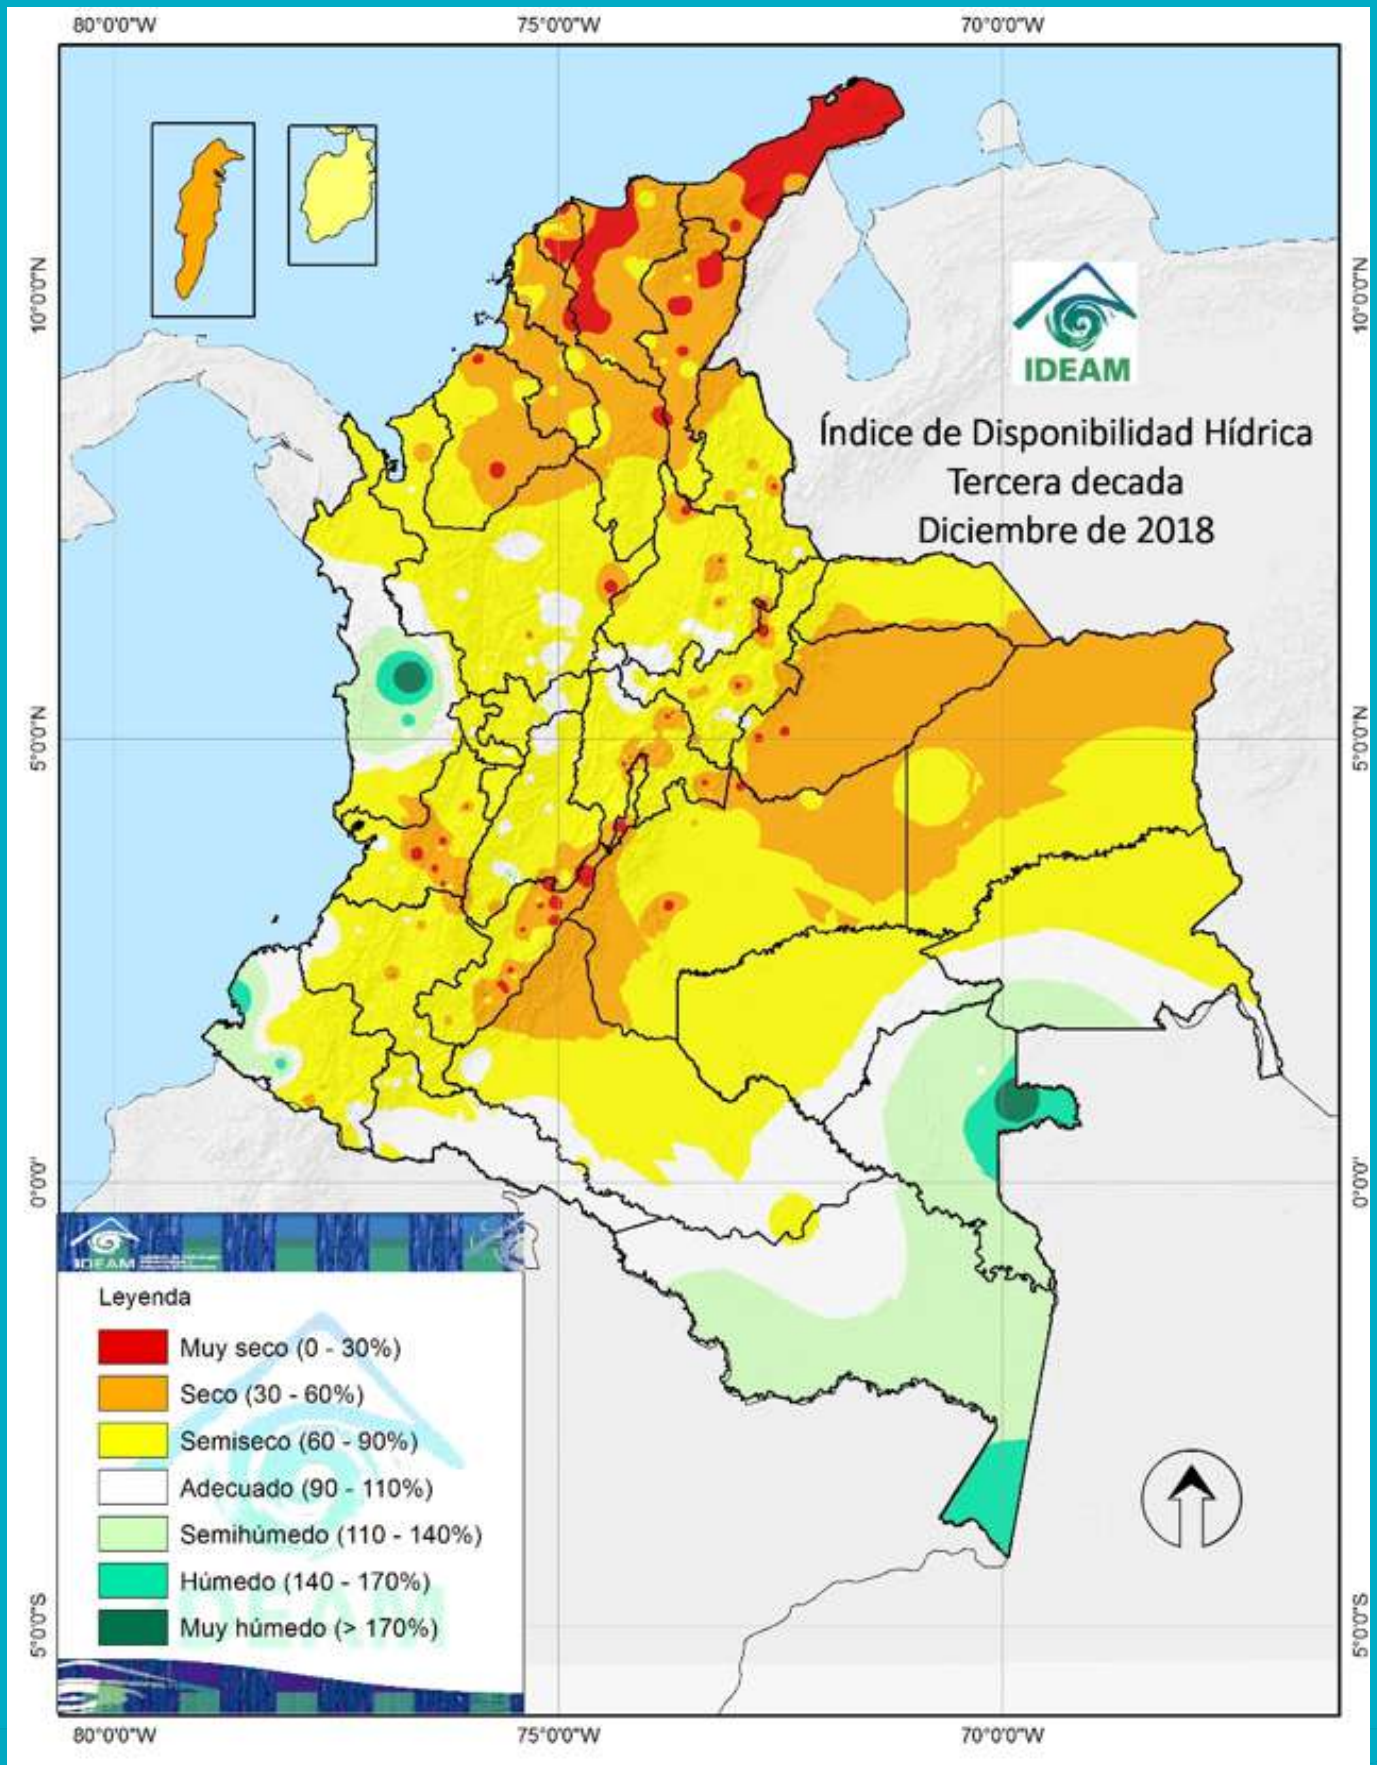 80°0'0"W 75°0'0"W 70°0'0"W
10°0'0"N 10°0'0"N
IDEAM
Índice de Disponibilidad Hídrica
Tercera decada
Diciembre de 2018
5°0'0"N 5°0'0"N
0°0'0" 0°0'0"
IDEAM
Leyenda
Muy seco (0 - 30%)
Seco (30 - 60%)
Semiseco (60 - 90%)
Adecuado (90 - 110%)
Semihúmedo (110 - 140%)
Húmedo (140 - 170%)
Muy húmedo (> 170%)
IDEAM
5°0'0"S 5°0'0"S
80°0'0"W 75°0'0"W 70°0'0"W